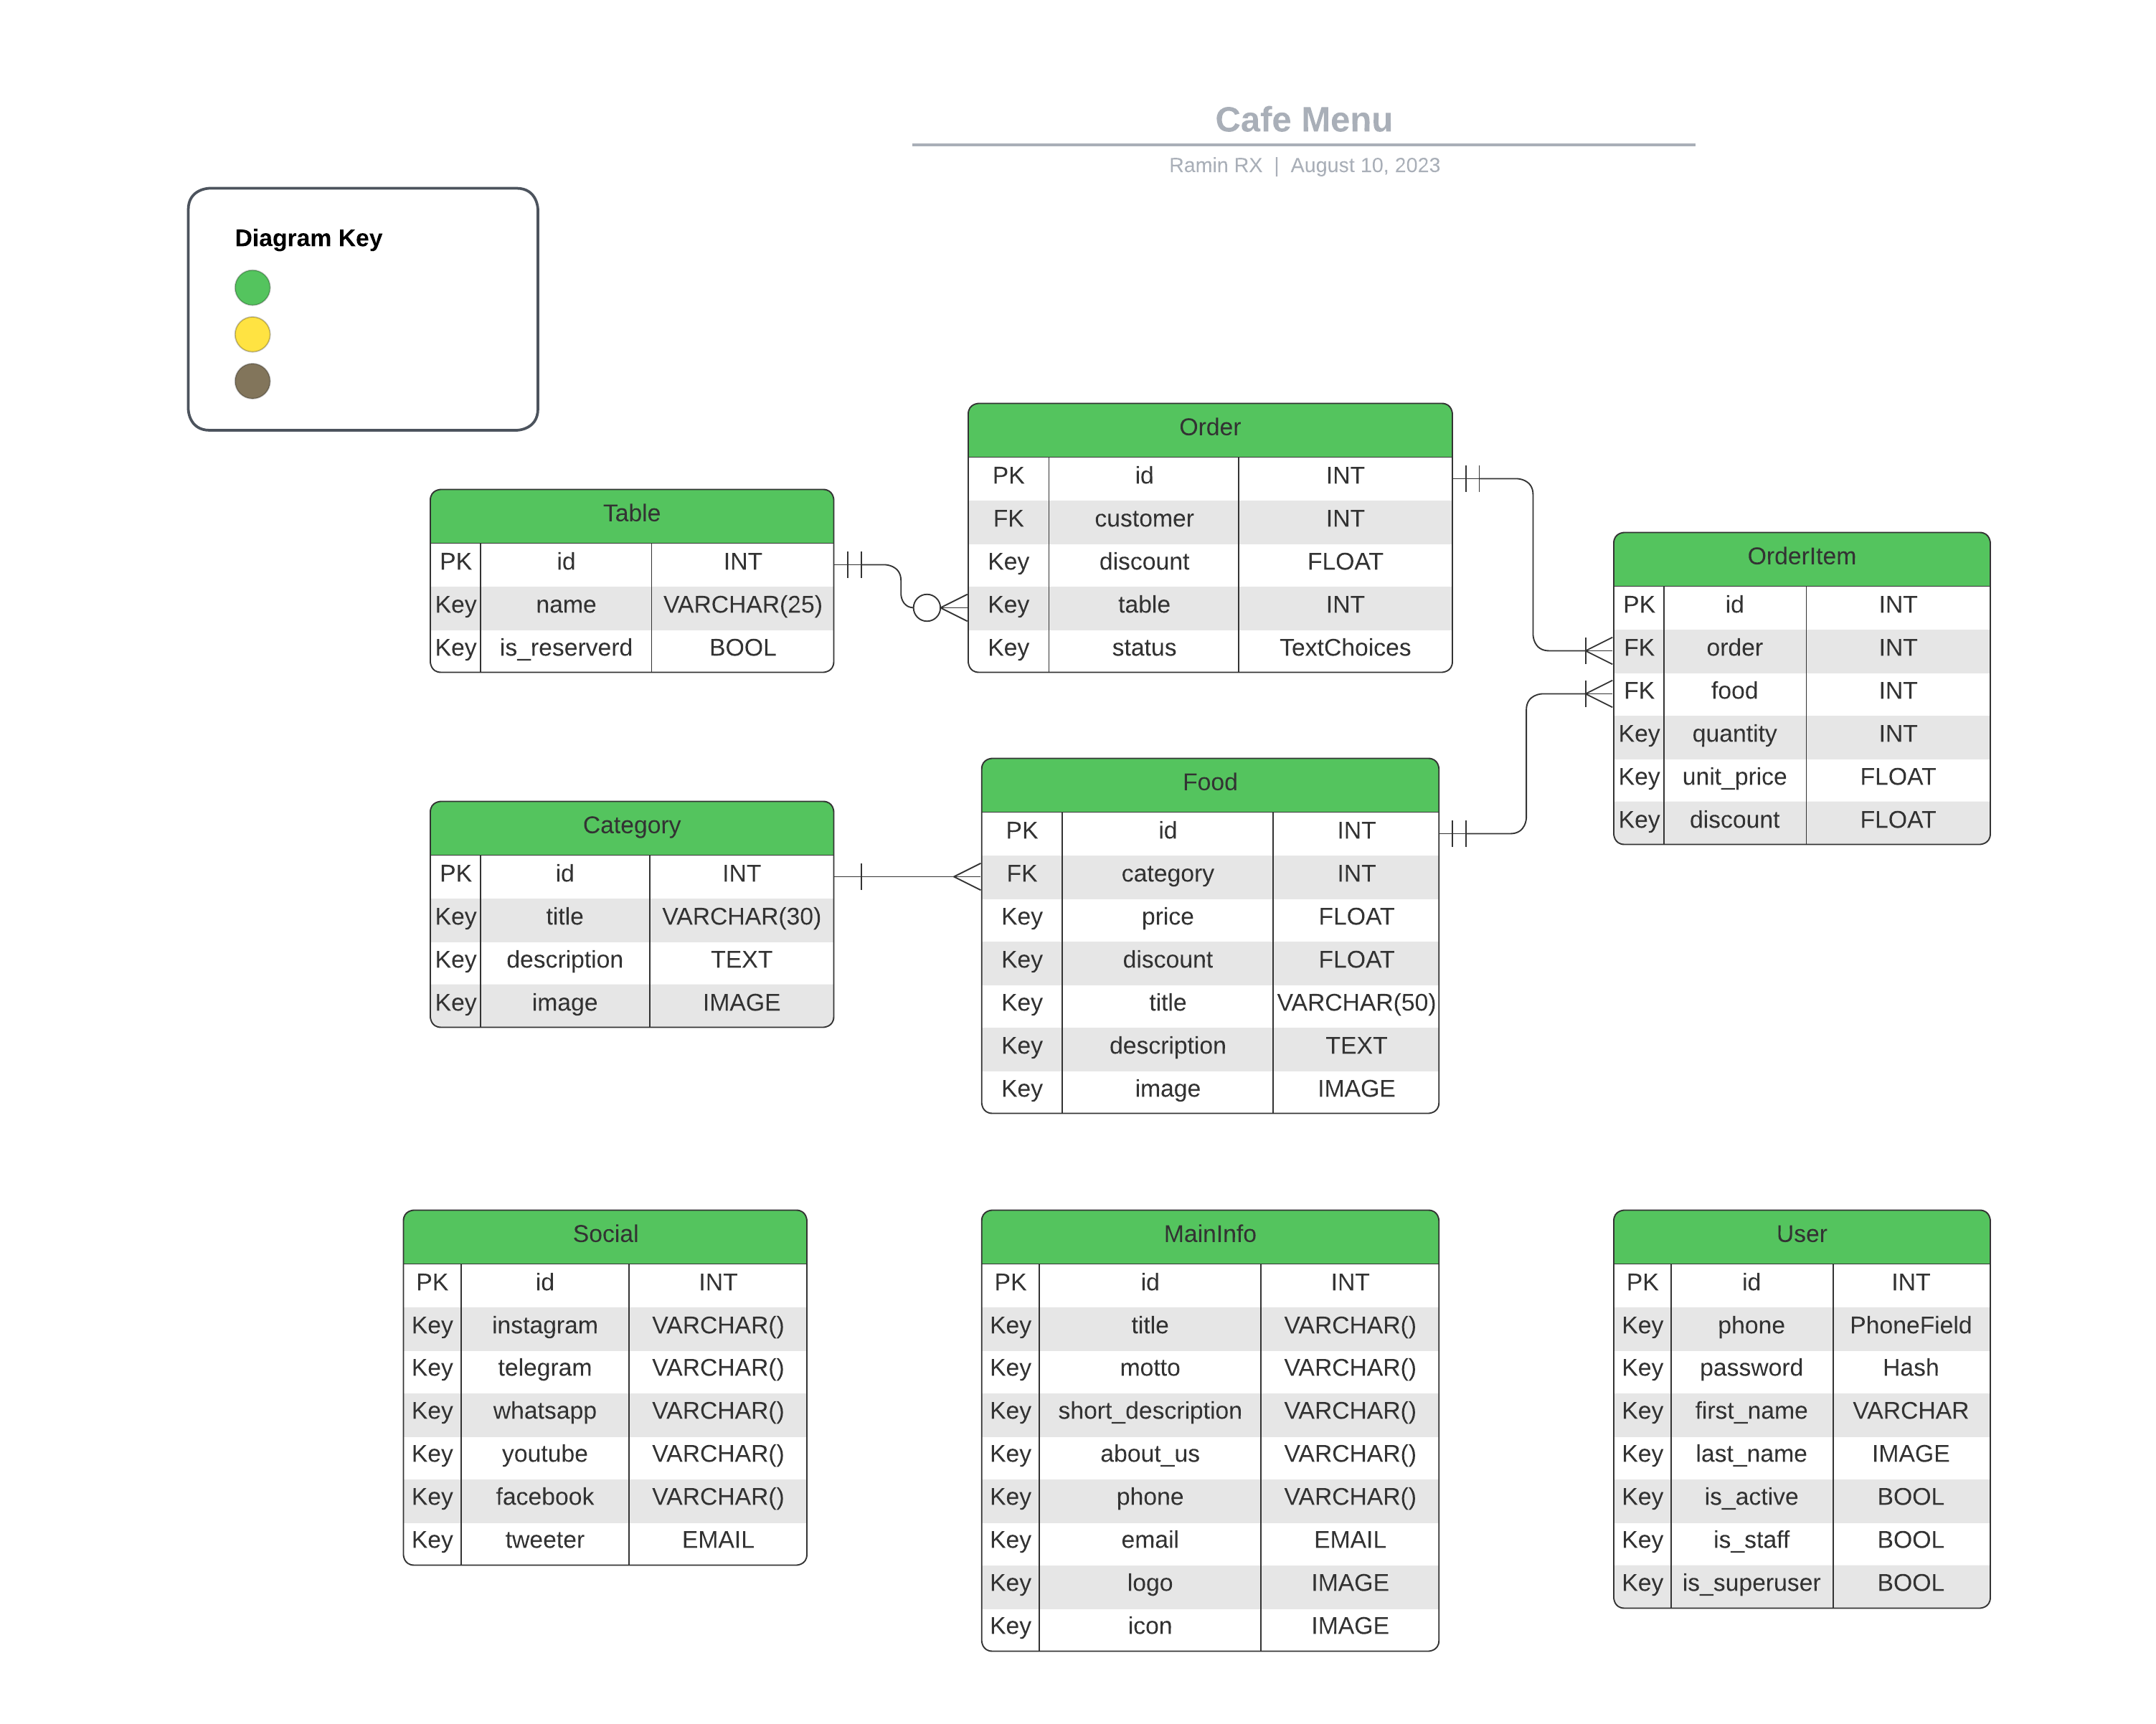 Cafe Menu
Ramin RX | August 10, 2023
Diagram Key
Order
PK id INT
FK customer INT
Key discount FLOAT
Key table INT
Key status TextChoices
Table
PK id INT
Key name VARCHAR(25)
Key is_reserverd BOOL
OrderItem
PK id INT
FK order INT
FK food INT
Key quantity INT
Key unit_price FLOAT
Key discount FLOAT
Food
PK id INT
FK category INT
Key price FLOAT
Key discount FLOAT
Key title VARCHAR(50)
Key description TEXT
Key image IMAGE
Category
PK id INT
Key title VARCHAR(30)
Key description TEXT
Key image IMAGE
Social
PK id INT
Key instagram VARCHAR()
Key telegram VARCHAR()
Key whatsapp VARCHAR()
Key youtube VARCHAR()
Key facebook VARCHAR()
Key tweeter EMAIL
MainInfo
PK id INT
Key title VARCHAR()
Key motto VARCHAR()
Key short_description VARCHAR()
Key about_us VARCHAR()
Key phone VARCHAR()
Key email EMAIL
Key logo IMAGE
Key icon IMAGE
User
PK id INT
Key phone PhoneField
Key password Hash
Key first_name VARCHAR
Key last_name IMAGE
Key is_active BOOL
Key is_staff BOOL
Key is_superuser BOOL